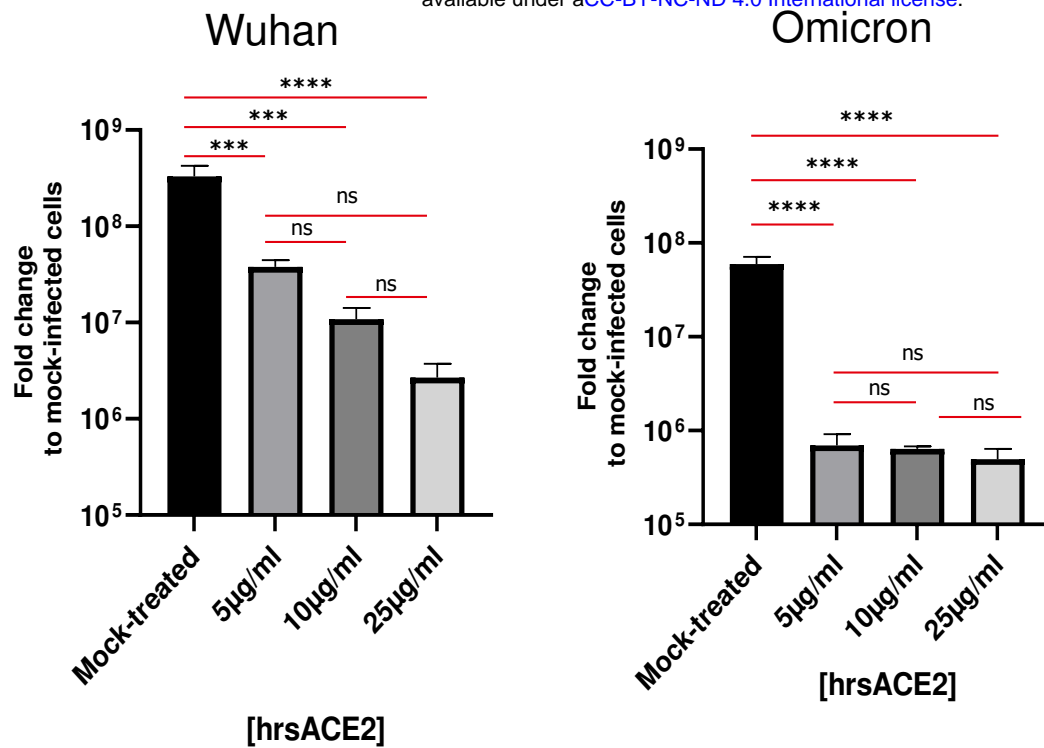 available under aCC-BY-NC-ND 4.0 International license.
Wuhan
****
***
***
ns
ns
ns
10⁹
10⁸
10⁷
10⁶
10⁵
Fold change
to mock-infected cells
Mock-treated
5µg/ml
10µg/ml
25µg/ml
[hrsACE2]
Omicron
****
****
****
ns
ns
ns
10⁹
10⁸
10⁷
10⁶
10⁵
Fold change
to mock-infected cells
Mock-treated
5µg/ml
10µg/ml
25µg/ml
[hrsACE2]